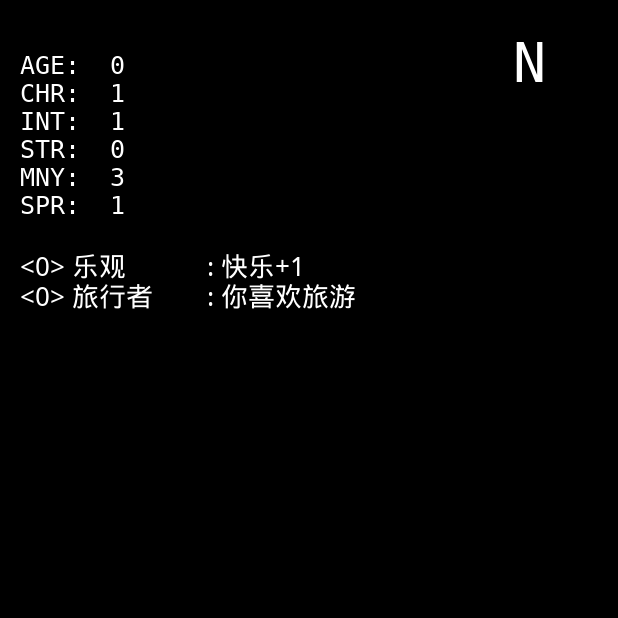 N
AGE: 0
CHR: 1
INT: 1
STR: 0
MNY: 3
SPR: 1
<O> 乐观 : 快乐+1
<O> 旅行者 : 你喜欢旅游